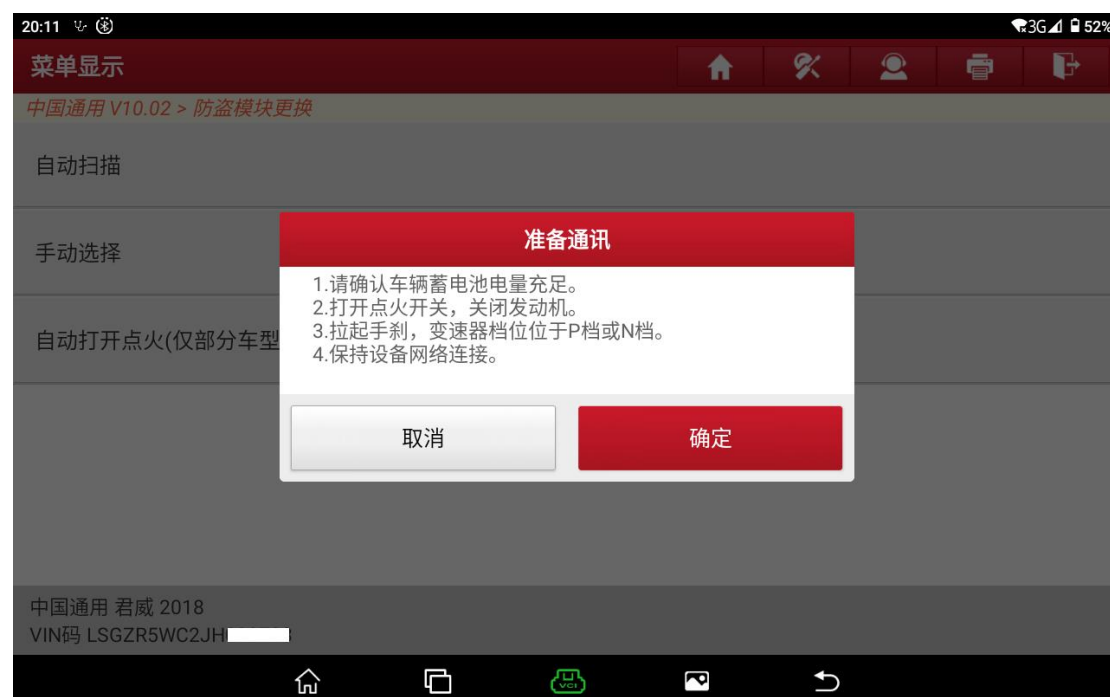 20:11
3G 52%
菜单显示
中国通用 V10.02 > 防盗模块更换
自动扫描
手动选择
自动打开点火(仅部分车型
准备通讯
1.请确认车辆蓄电池电量充足。
2.打开点火开关，关闭发动机。
3.拉起手刹，变速器档位位于P档或N档。
4.保持设备网络连接。
取消
确定
中国通用 君威 2018
VIN码 LSGZR5WC2JH
VCI